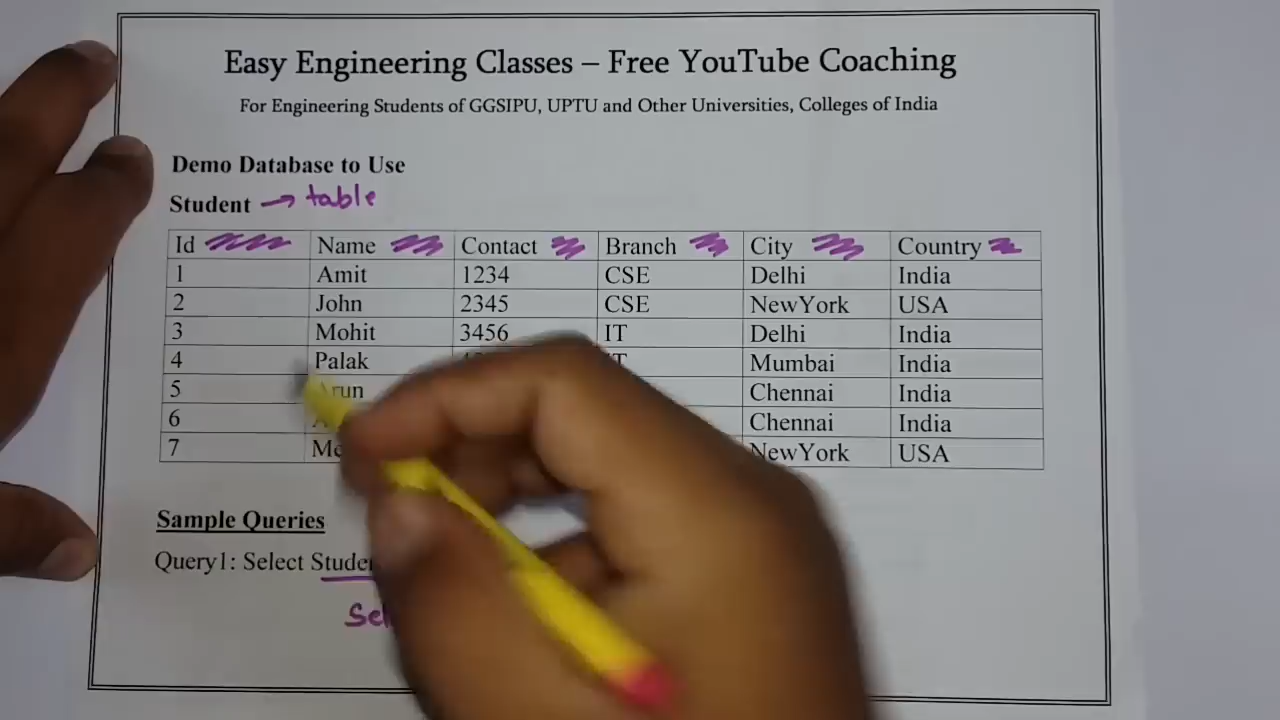 Easy Engineering Classes – Free YouTube Coaching
For Engineering Students of GGSIPU, UPTU and Other Universities, Colleges of India
Demo Database to Use
Student → table
Id Name Contact Branch City Country
1 Amit 1234 CSE Delhi India
2 John 2345 CSE NewYork USA
3 Mohit 3456 IT Delhi India
4 Palak Mumbai India
5 Chennai India
6 Chennai India
7 NewYork USA
Sample Queries
Query1: Select